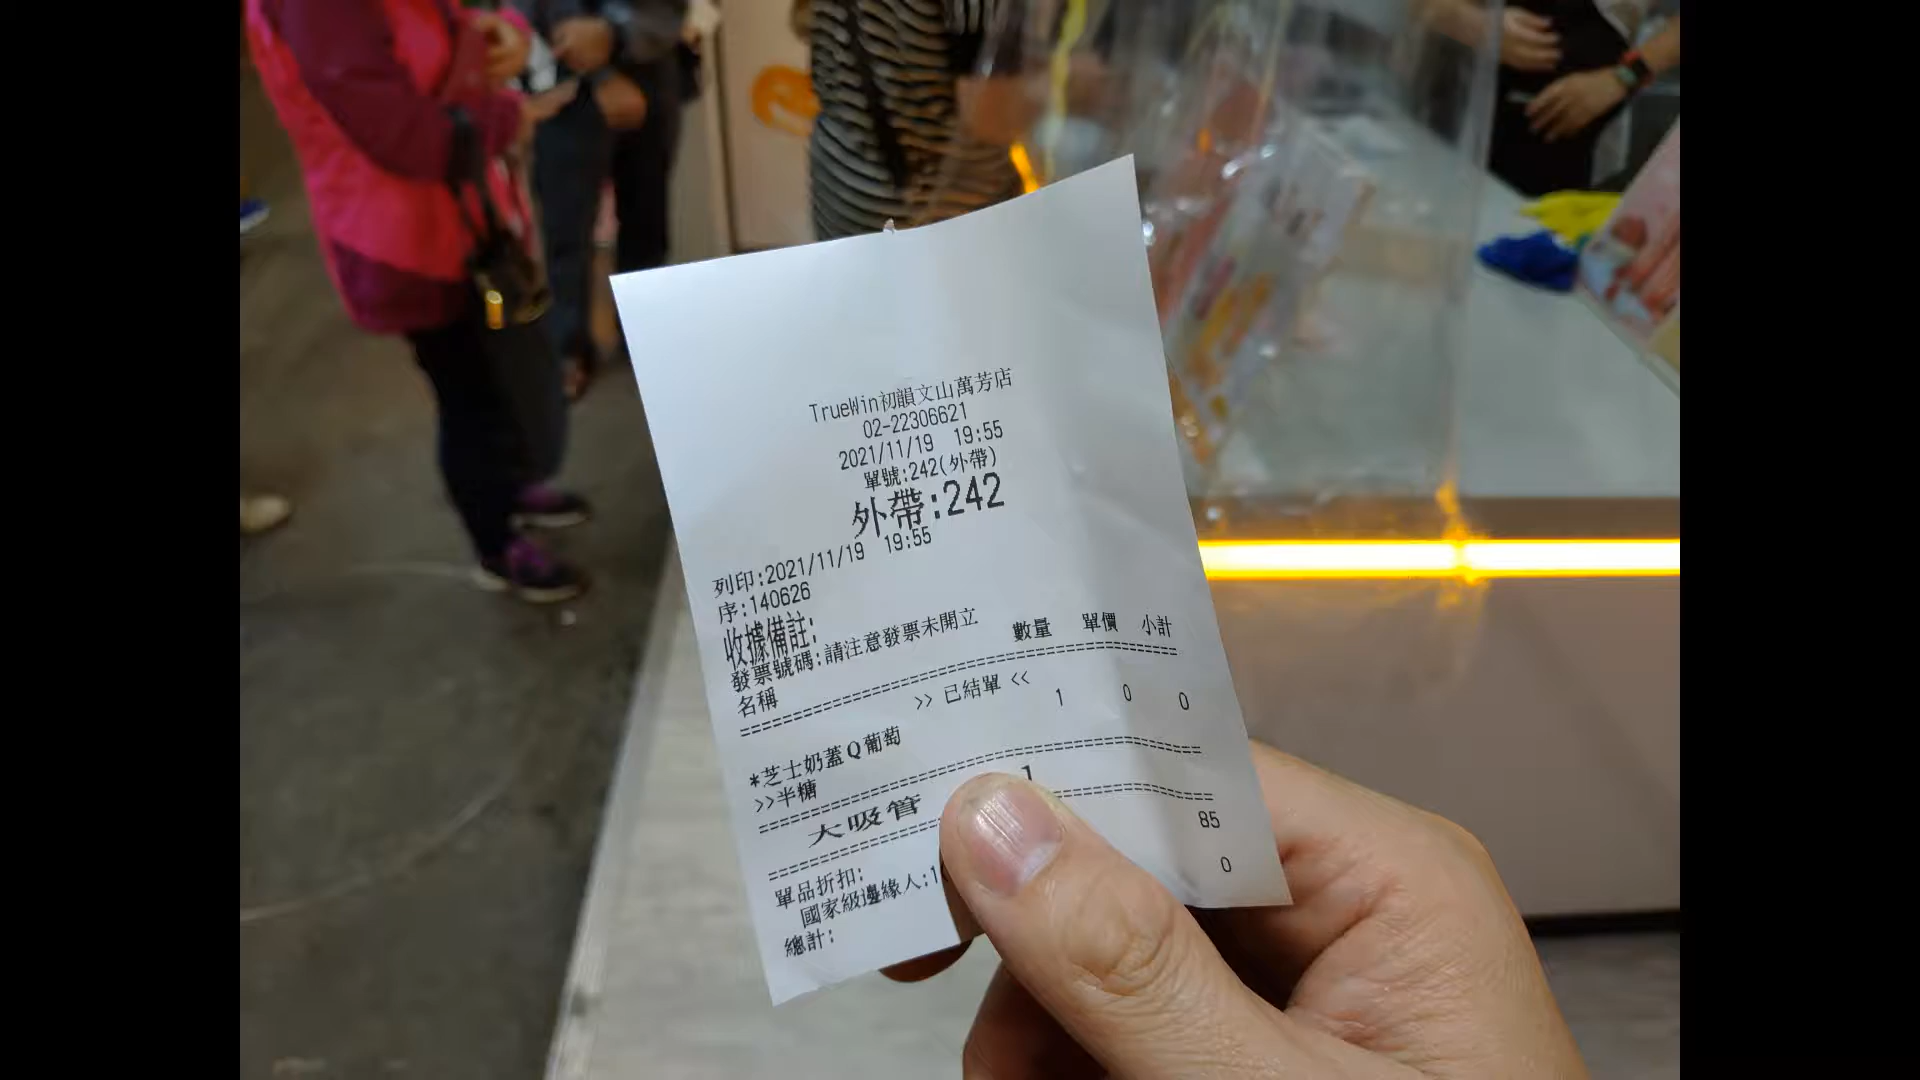 TrueWin初韻文山萬芳店
02-22306621
2021/11/19 19:55
單號:242(外帶)
外帶:242
列印:2021/11/19 19:55
序:140626
收據備註:
發票號碼:請注意發票未開立
名稱 數量 單價 小計
>> 已結單 <<
*芝士奶蓋Q葡萄 1 0 0
>>半糖
大吸管 1
單品折扣: 85
國家級邊緣人:1
總計: 0